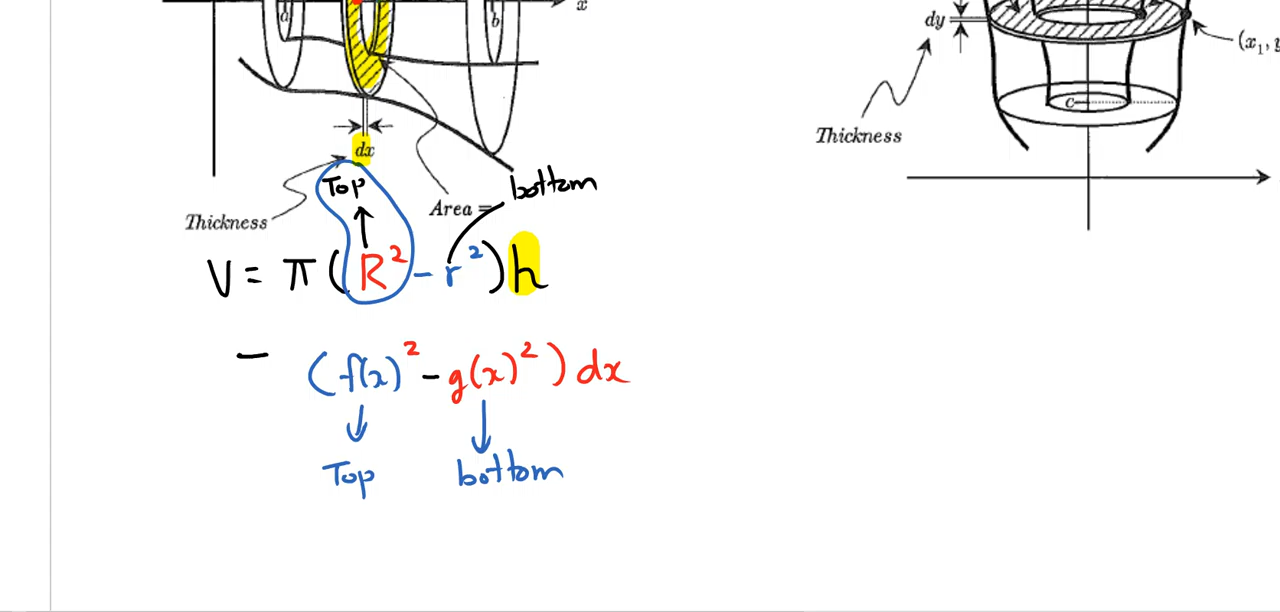 x
a
b
dx
Top
bottom
Thickness
Area =
V = π(R² - r²)h
— (f(x)² - g(x)²) dx
Top
bottom
dy
(x₁, y
c
Thickness